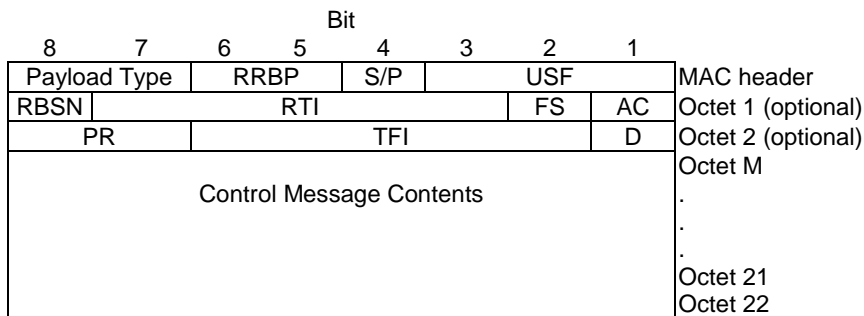 Bit
8 7 6 5 4 3 2 1
Payload Type RRBP S/P USF MAC header
RBSN RTI FS AC Octet 1 (optional)
PR TFI D Octet 2 (optional)
Octet M
Control Message Contents .
.
.
Octet 21
Octet 22